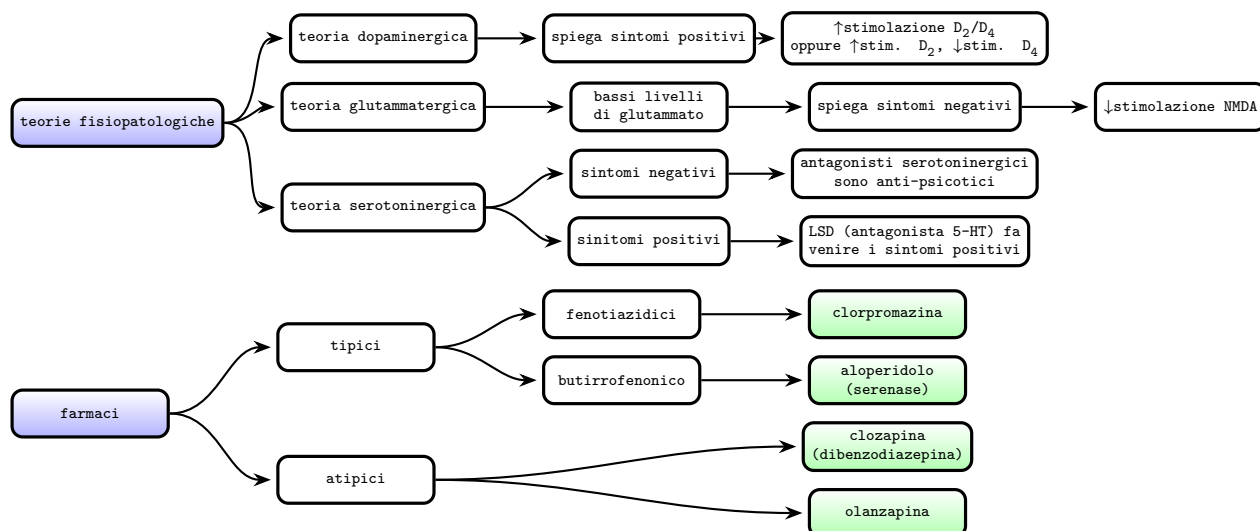 teorie fisiopatologiche
teoria dopaminergica
spiega sintomi positivi
↑stimolazione D₂/D₄
oppure ↑stim. D₂, ↓stim. D₄
teoria glutammatergica
bassi livelli
di glutammato
spiega sintomi negativi
↓stimolazione NMDA
teoria serotoninergica
sintomi negativi
antagonisti serotoninergici
sono anti-psicotici
sinitomi positivi
LSD (antagonista 5-HT) fa
venire i sintomi positivi
farmaci
tipici
fenotiazidici
clorpromazina
butirrofenonico
aloperidolo
(serenase)
atipici
clozapina
(dibenzodiazepina)
olanzapina